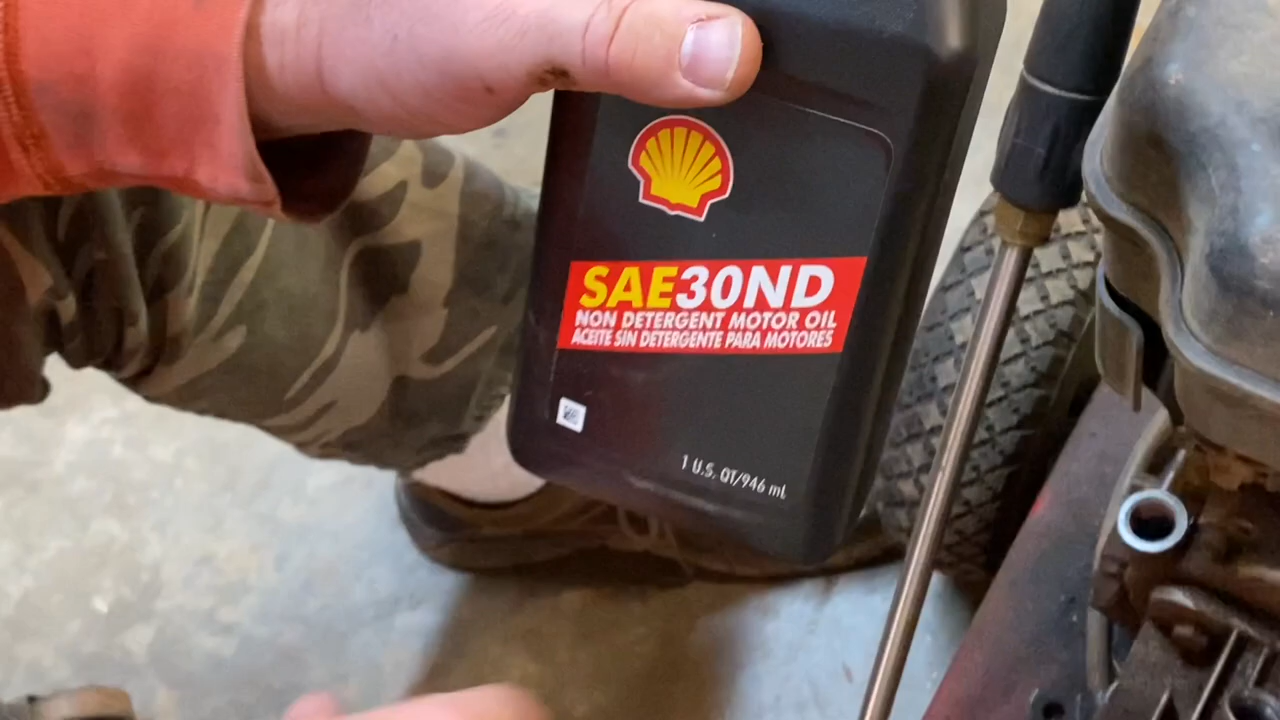 SAE30ND
NON DETERGENT MOTOR OIL
ACEITE SIN DETERGENTE PARA MOTORES
1 U.S. QT/946 mL